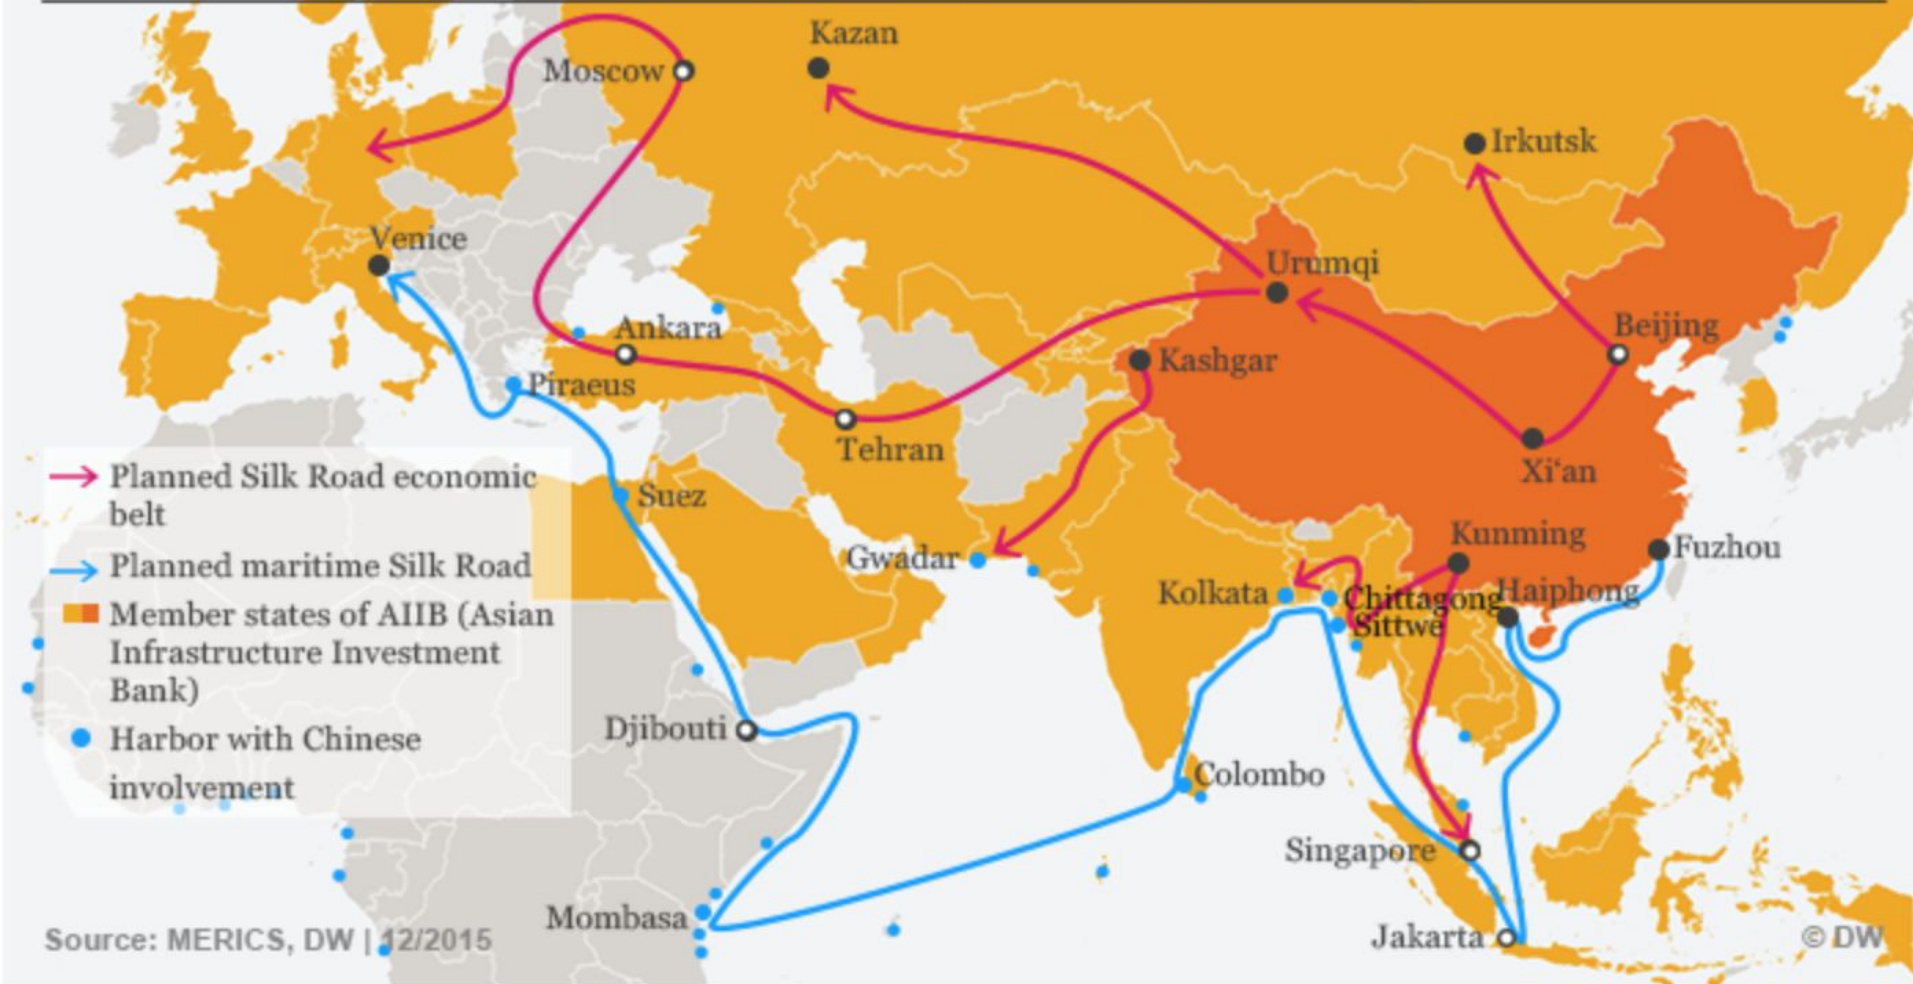 Kazan
Moscow
Irkutsk
Venice
Urumqi
Ankara
Beijing
Kashgar
Piraeus
Tehran
Xi‘an
Planned Silk Road economic
belt
Suez
Kunming
Fuzhou
Gwadar
Planned maritime Silk Road
Kolkata
Chittagong
Haiphong
Member states of AIIB (Asian
Infrastructure Investment
Bank)
Sittwe
Djibouti
Harbor with Chinese
involvement
Colombo
Singapore
Mombasa
Jakarta
Source: MERICS, DW | 12/2015
© DW